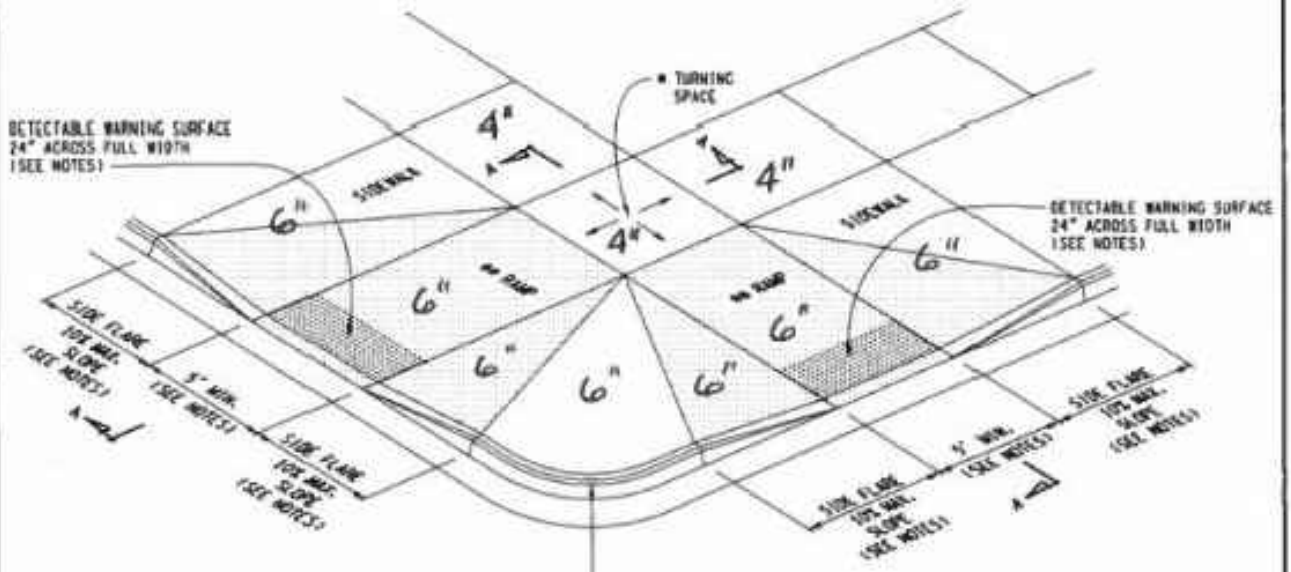 * TURNING
SPACE
4"
A
A
4"
DETECTABLE WARNING SURFACE
24" ACROSS FULL WIDTH
(SEE NOTES)
SIDEWALK
SIDEWALK
DETECTABLE WARNING SURFACE
24" ACROSS FULL WIDTH
(SEE NOTES)
6"
4"
6"
** RAMP
6"
** RAMP
6"
6"
6"
6"
SIDE FLARE
10% MAX.
SLOPE
(SEE NOTES)
5' MIN.
(SEE NOTES)
SIDE FLARE
10% MAX.
SLOPE
(SEE NOTES)
A
SIDE FLARE
10% MAX.
SLOPE
(SEE NOTES)
5' MIN.
(SEE NOTES)
SIDE FLARE
10% MAX.
SLOPE
(SEE NOTES)
A